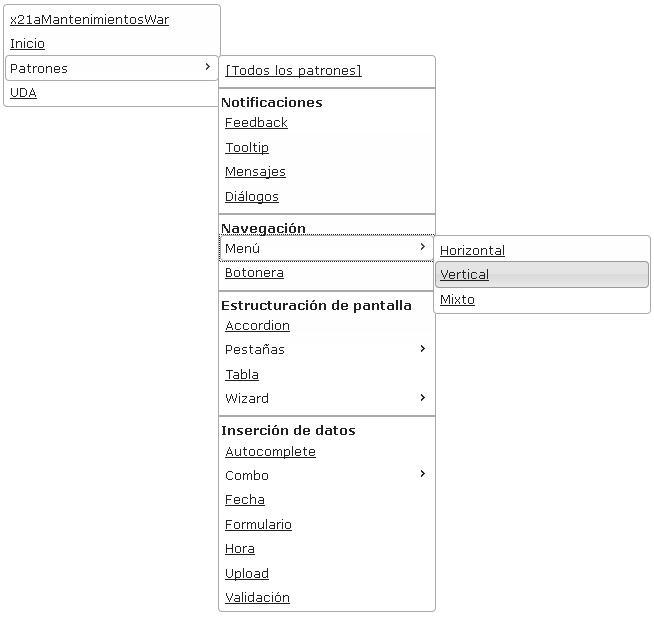 x21aMantenimientosWar
Inicio
Patrones
UDA
[Todos los patrones]
Notificaciones
Feedback
Tooltip
Mensajes
Diálogos
Navegación
Menú
Botonera
Horizontal
Vertical
Mixto
Estructuración de pantalla
Accordion
Pestañas
Tabla
Wizard
Inserción de datos
Autocomplete
Combo
Fecha
Formulario
Hora
Upload
Validación